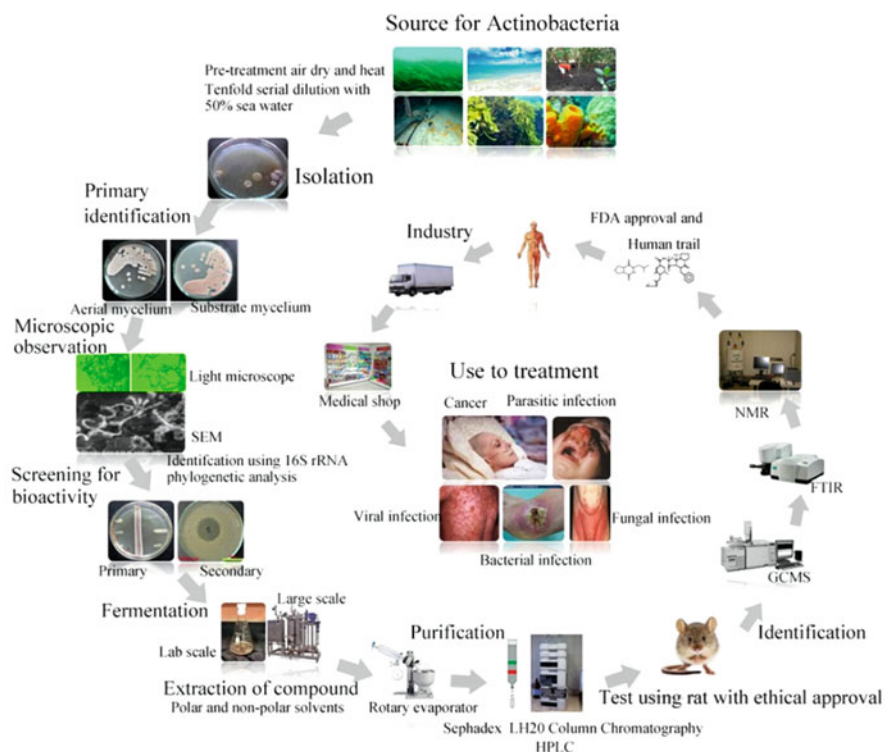 Source for Actinobacteria
Pre-treatment air dry and heat
Tenfold serial dilution with
50% sea water
Isolation
Primary
identification
Aerial mycelium
Substrate mycelium
Microscopic
observation
Light microscope
SEM
Identifcation using 16S rRNA
phylogenetic analysis
Screening for
bioactivity
Primary
Secondary
Fermentation
Large scale
Lab scale
Extraction of compound
Polar and non-polar solvents
Rotary evaporator
Purification
Sephadex LH20 Column Chromatography
HPLC
Test using rat with ethical approval
Identification
GCMS
FTIR
NMR
FDA approval and
Human trail
Industry
Medical shop
Use to treatment
Cancer
Parasitic infection
Viral infection
Fungal infection
Bacterial infection